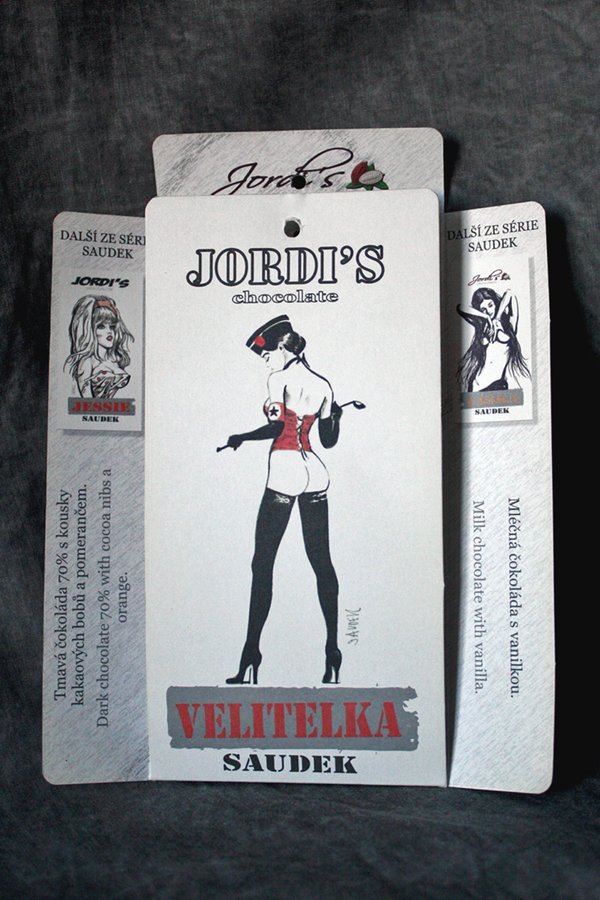 Jordi's
JORDI'S
chocolate
SAUDEK
VELITELKA
SAUDEK
DALŠÍ ZE SÉRIE
SAUDEK
JORDI'S
JESSIE
SAUDEK
Tmavá čokoláda 70% s kousky
kakaových bobů a pomerančem.
Dark chocolate 70% with cocoa nibs a
orange.
DALŠÍ ZE SÉRIE
SAUDEK
Jordi's
SAUDEK
Mléčná čokoláda s vanilkou.
Milk chocolate with vanilla.